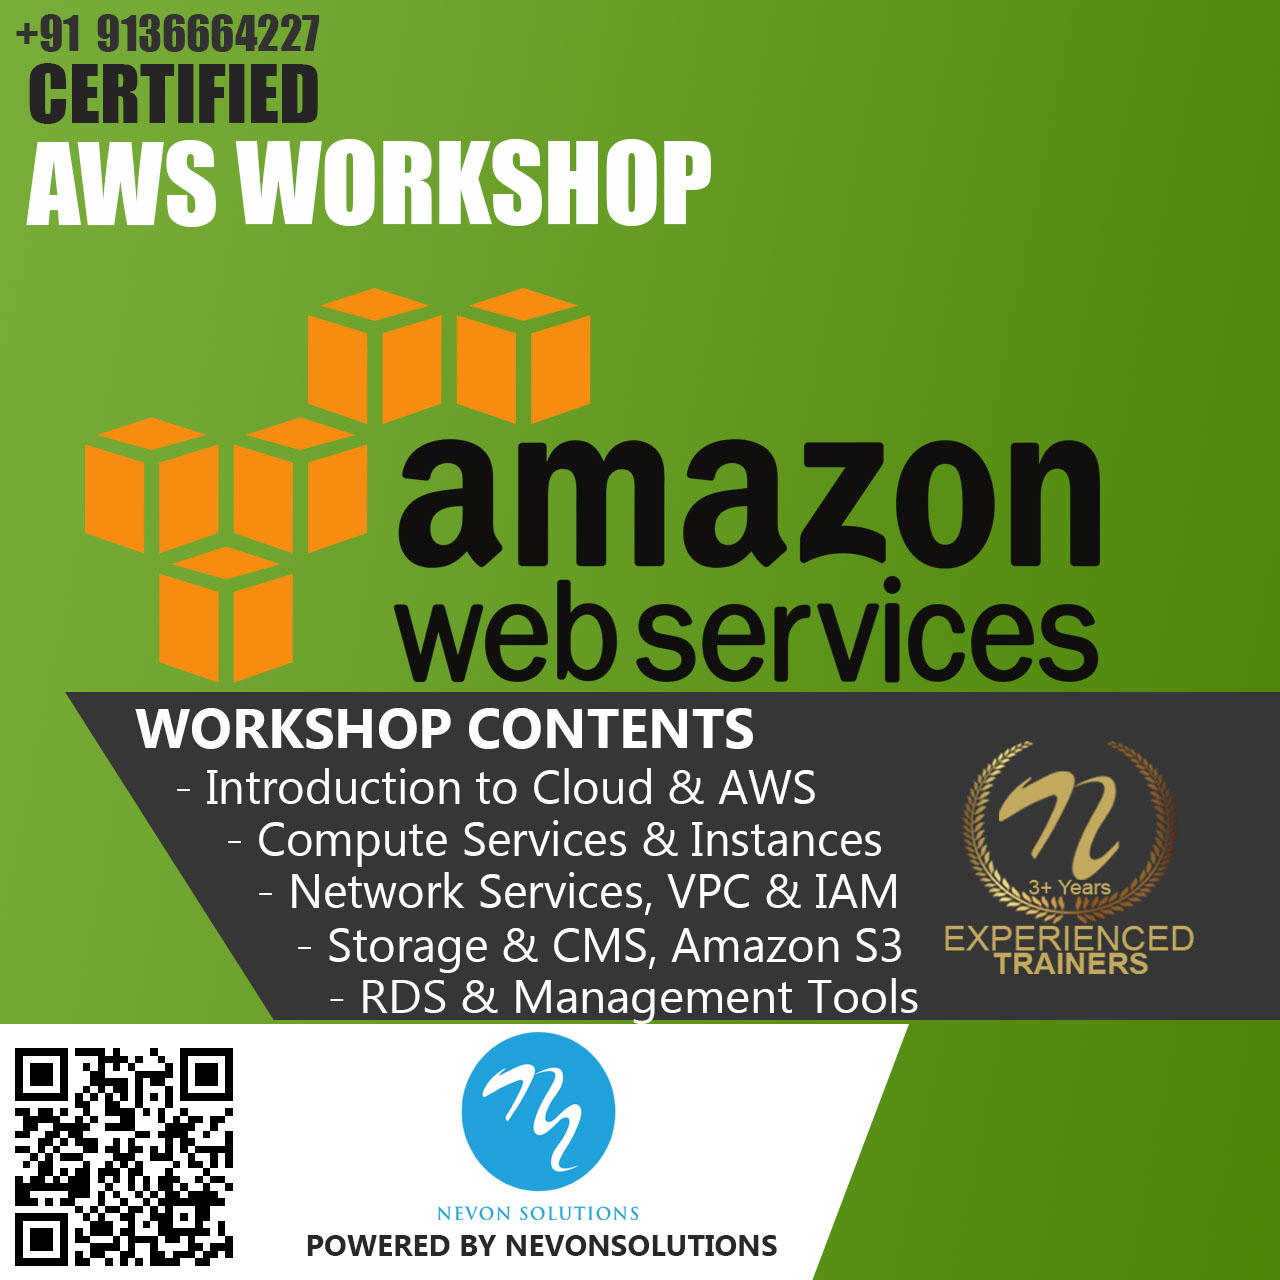 +91 9136664227
CERTIFIED
AWS WORKSHOP
amazon
web services
WORKSHOP CONTENTS
- Introduction to Cloud & AWS
- Compute Services & Instances
- Network Services, VPC & IAM
- Storage & CMS, Amazon S3
- RDS & Management Tools
3+ Years
EXPERIENCED
TRAINERS
NEVON SOLUTIONS
POWERED BY NEVONSOLUTIONS